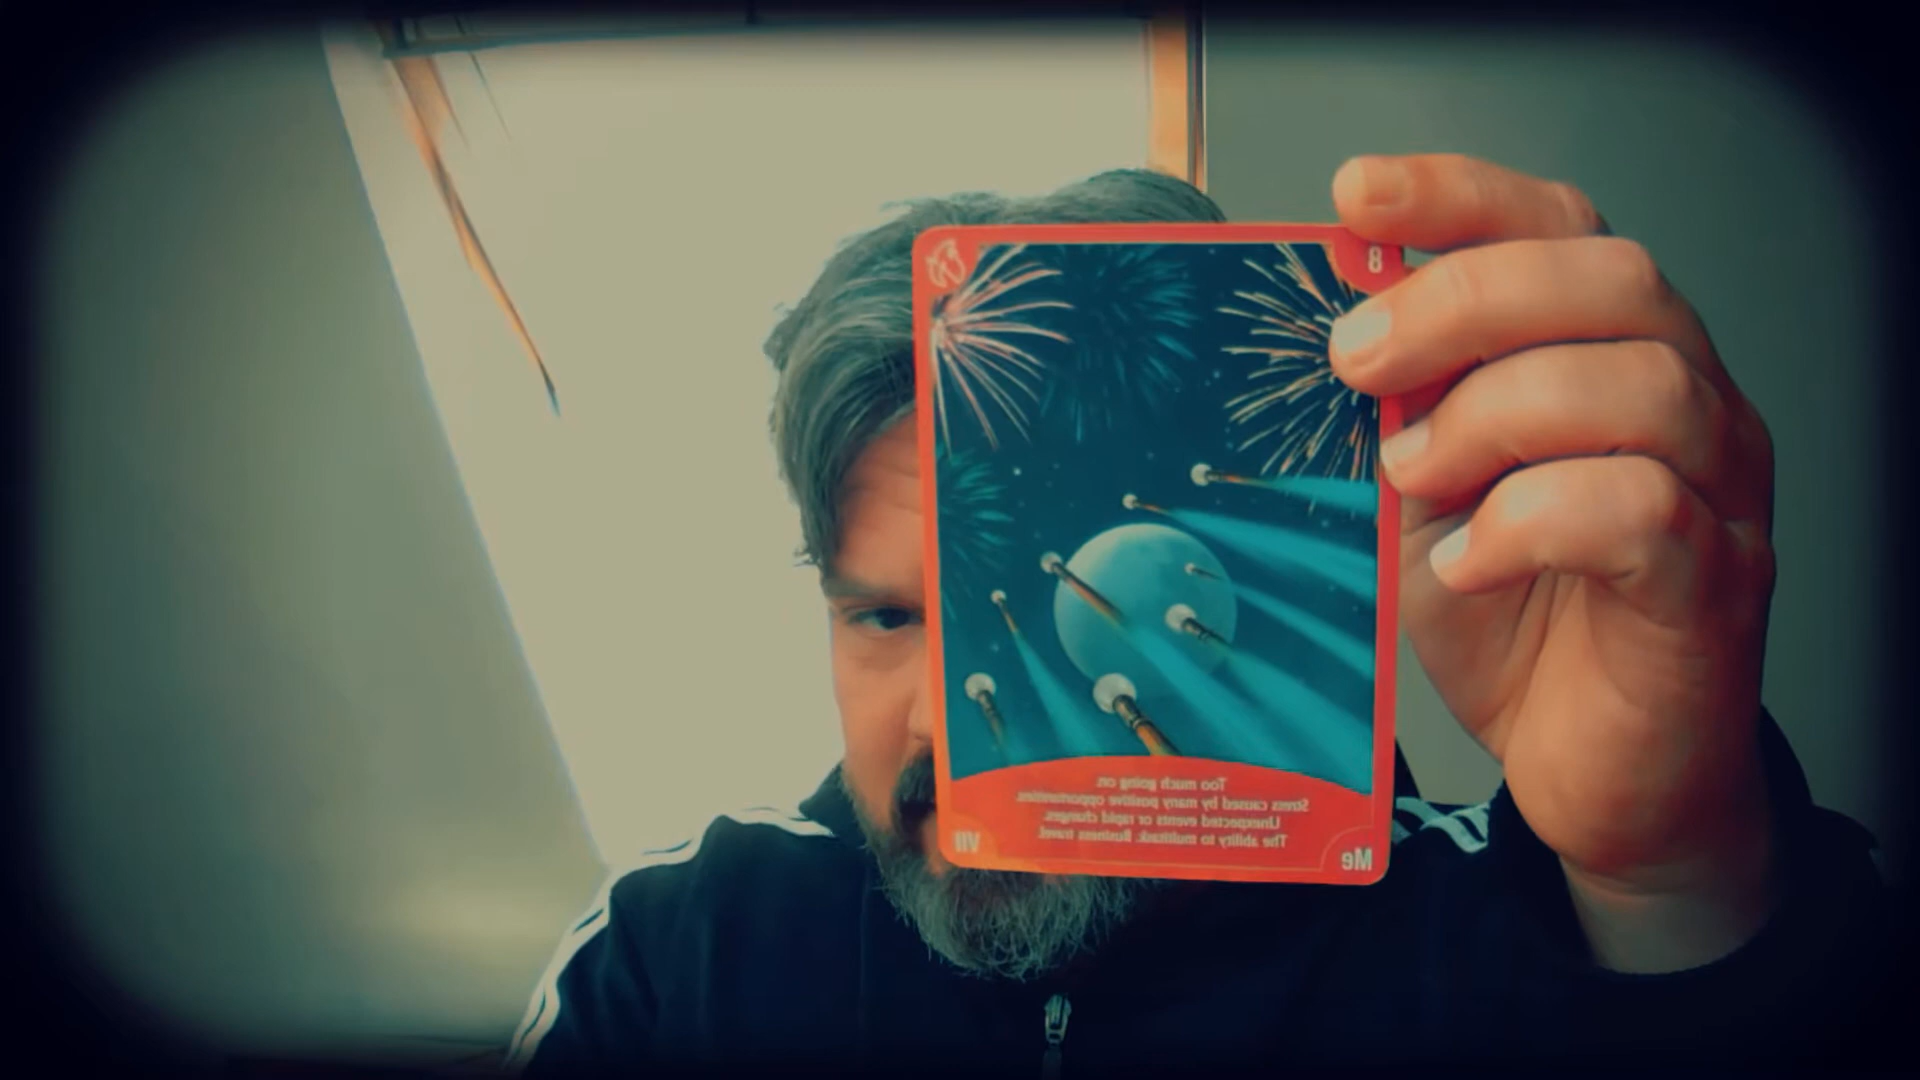 8
Too much going on.
Stress caused by many positive opportunities.
Unexpected events or rapid changes.
The ability to multitask. Business travel.
Me
VII